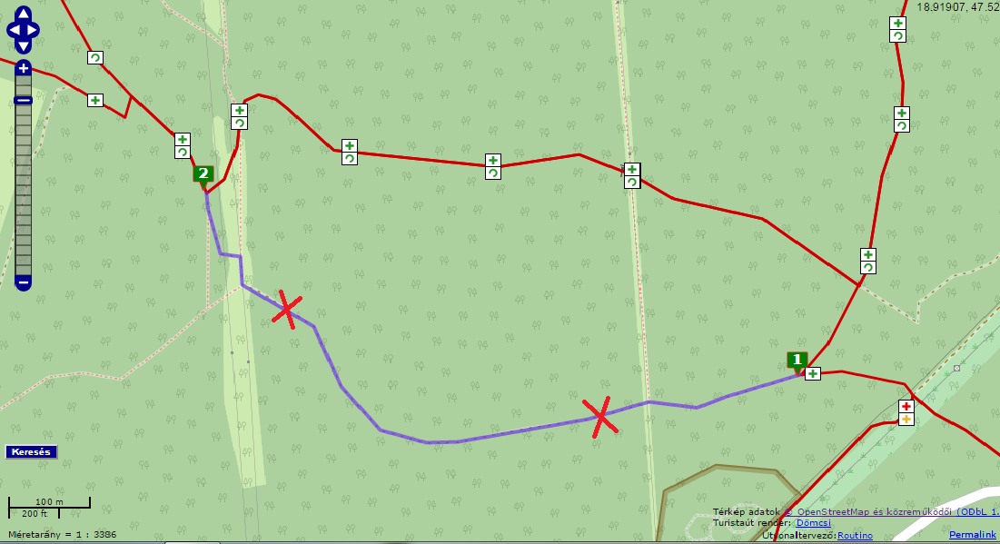 18.91907, 47.52
2
1
Keresés
100 m
200 ft
Méretarány = 1 : 3386
Térkép adatok © OpenStreetMap és közreműködői (ODbL 1.
Turistaút render: Dömcsi
Útvonaltervező: Routino
Permalink